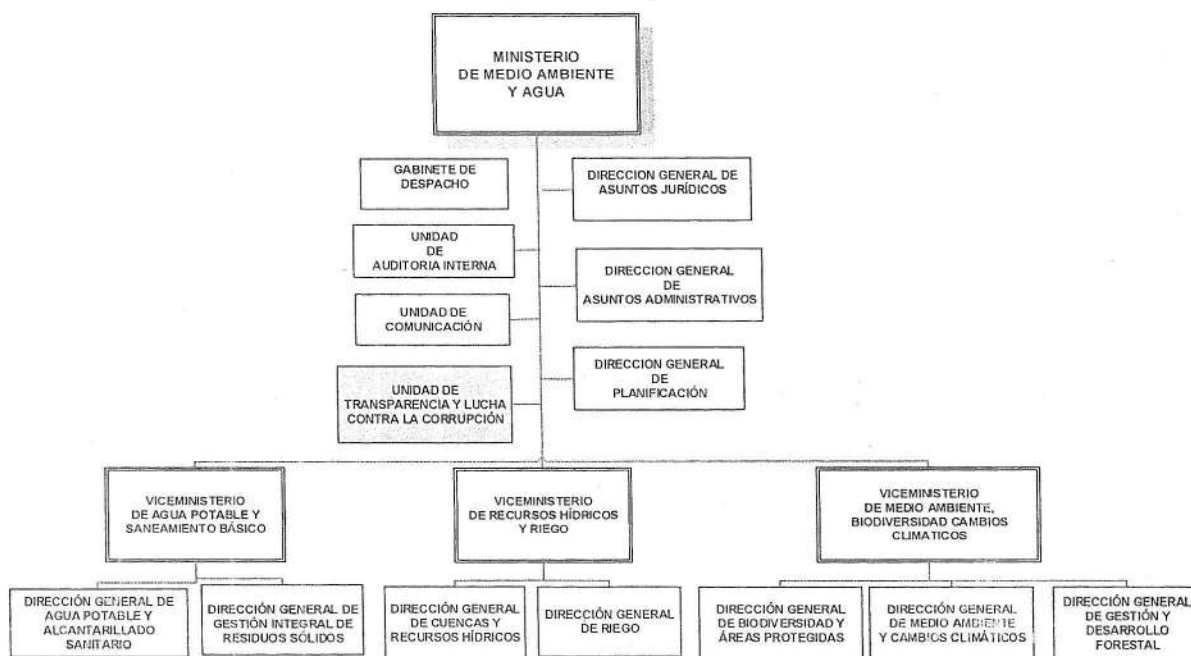 MINISTERIO
DE MEDIO AMBIENTE
Y AGUA
GABINETE DE
DESPACHO
DIRECCION GENERAL DE
ASUNTOS JURÍDICOS
UNIDAD
DE
AUDITORIA INTERNA
DIRECCION GENERAL
DE
ASUNTOS ADMINISTRATIVOS
UNIDAD DE
COMUNICACIÓN
DIRECCION GENERAL
DE
PLANIFICACIÓN
UNIDAD DE
TRANSPARENCIA Y LUCHA
CONTRA LA CORRUPCIÓN
VICEMINISTERIO
DE AGUA POTABLE Y
SANEAMIENTO BÁSICO
VICEMINISTERIO
DE RECURSOS HÍDRICOS
Y RIEGO
VICEMINISTERIO
DE MEDIO AMBIENTE,
BIODIVERSIDAD CAMBIOS
CLIMATICOS
DIRECCIÓN GENERAL DE
AGUA POTABLE Y
ALCANTARILLADO
SANITARIO
DIRECCIÓN GENERAL DE
GESTIÓN INTEGRAL DE
RESIDUOS SÓLIDOS
DIRECCIÓN GENERAL
DE CUENCAS Y
RECURSOS HÍDRICOS
DIRECCIÓN GENERAL
DE RIEGO
DIRECCIÓN GENERAL
DE BIODIVERSIDAD Y
ÁREAS PROTEGIDAS
DIRECCIÓN GENERAL
DE MEDIO AMBIENTE
Y CAMBIOS CLIMÁTICOS
DIRECCIÓN GENERAL
DE GESTIÓN Y
DESARROLLO
FORESTAL